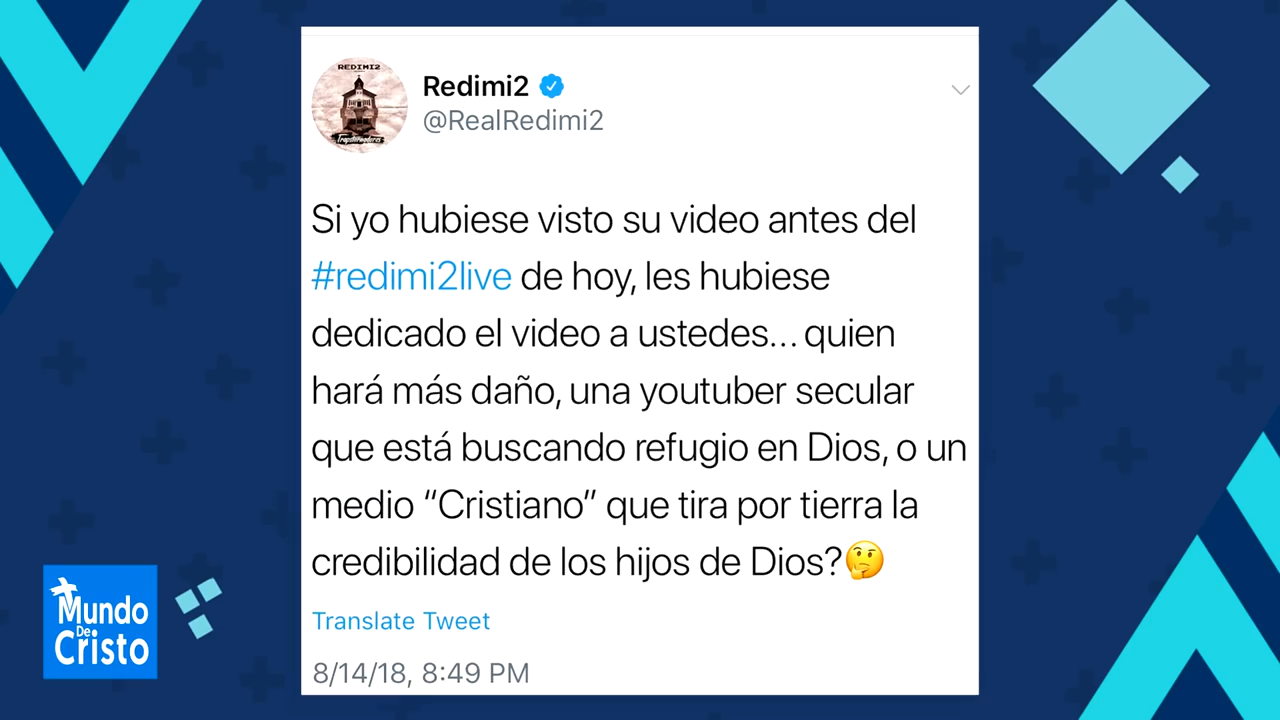 REDIMI2
Redimi2
@RealRedimi2
Si yo hubiese visto su video antes del
#redimi2live de hoy, les hubiese
dedicado el video a ustedes... quien
hará más daño, una youtuber secular
que está buscando refugio en Dios, o un
medio “Cristiano” que tira por tierra la
credibilidad de los hijos de Dios?🤔
Translate Tweet
8/14/18, 8:49 PM
Mundo
De
Cristo